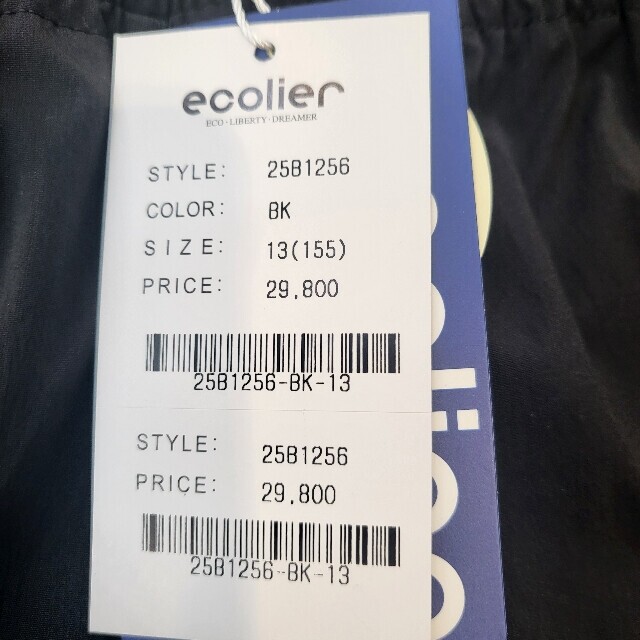 ecolier
ECO·LIBERTY·DREAMER
STYLE: 25B1256
COLOR: BK
SIZE: 13(155)
PRICE: 29,800
25B1256-BK-13
STYLE: 25B1256
PRICE: 29,800
25B1256-BK-13